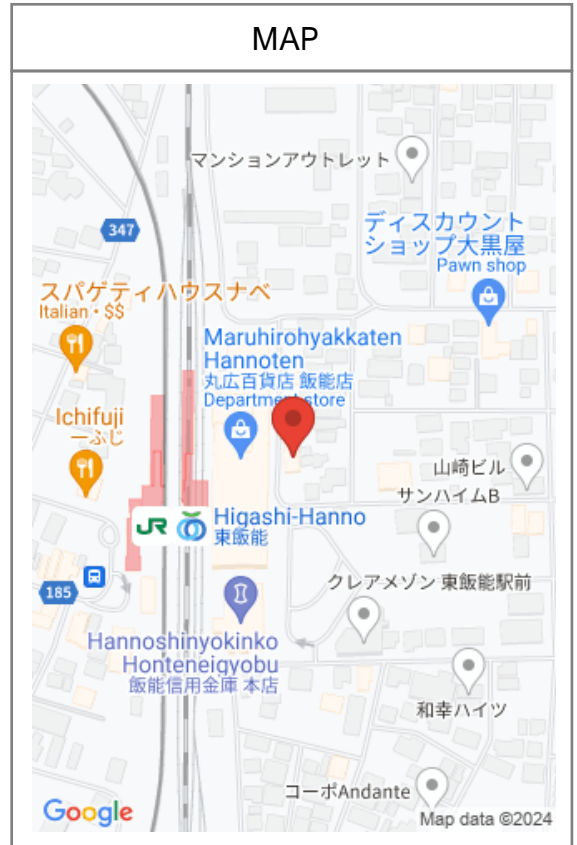 MAP
マンションアウトレット
347
ディスカウント
ショップ大黒屋
Pawn shop
スパゲティハウスナベ
Italian・$$
Maruhirohyakkaten
Hannoten
丸広百貨店 飯能店
Department store
Ichifuji
一ふじ
山崎ビル
サンハイムB
JR
Higashi-Hanno
東飯能
185
クレアメゾン 東飯能駅前
Hannoshinyokinko
Honteneigyobu
飯能信用金庫 本店
和幸ハイツ
コーポAndante
Google
Map data ©2024